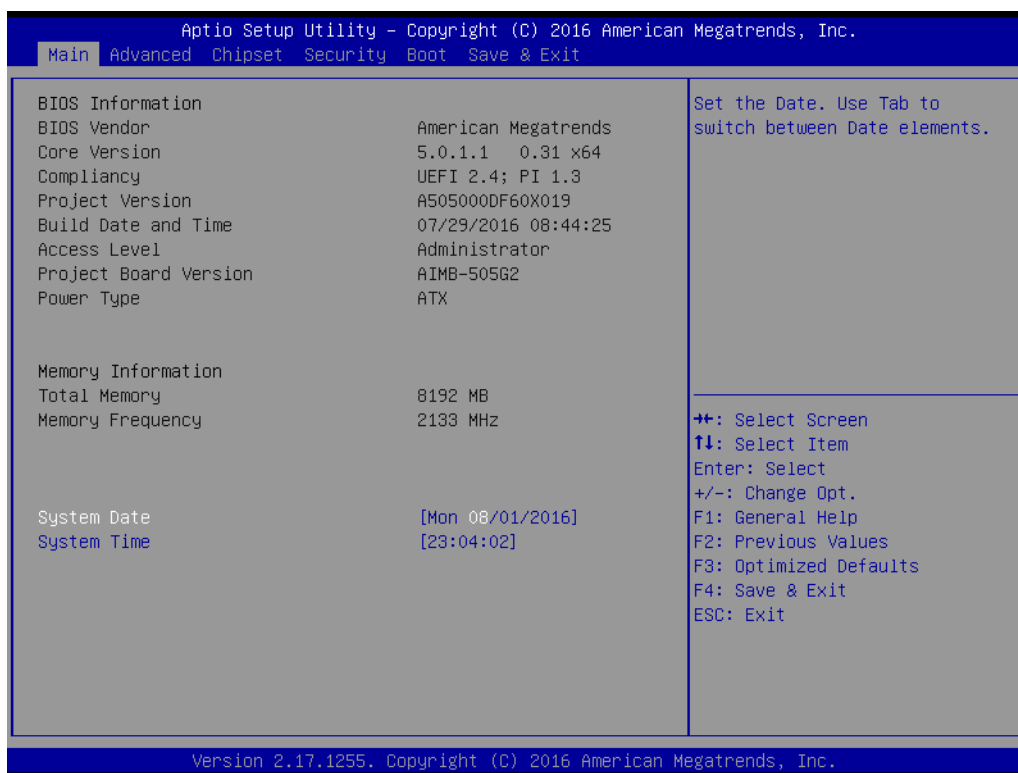 Aptio Setup Utility – Copyright (C) 2016 American Megatrends, Inc.
Main Advanced Chipset Security Boot Save & Exit
BIOS Information
BIOS Vendor American Megatrends
Core Version 5.0.1.1 0.31 x64
Compliancy UEFI 2.4; PI 1.3
Project Version A505000DF60X019
Build Date and Time 07/29/2016 08:44:25
Access Level Administrator
Project Board Version AIMB-505G2
Power Type ATX
Memory Information
Total Memory 8192 MB
Memory Frequency 2133 MHz
System Date [Mon 08/01/2016]
System Time [23:04:02]
Set the Date. Use Tab to
switch between Date elements.
→←: Select Screen
↑↓: Select Item
Enter: Select
+/-: Change Opt.
F1: General Help
F2: Previous Values
F3: Optimized Defaults
F4: Save & Exit
ESC: Exit
Version 2.17.1255. Copyright (C) 2016 American Megatrends, Inc.